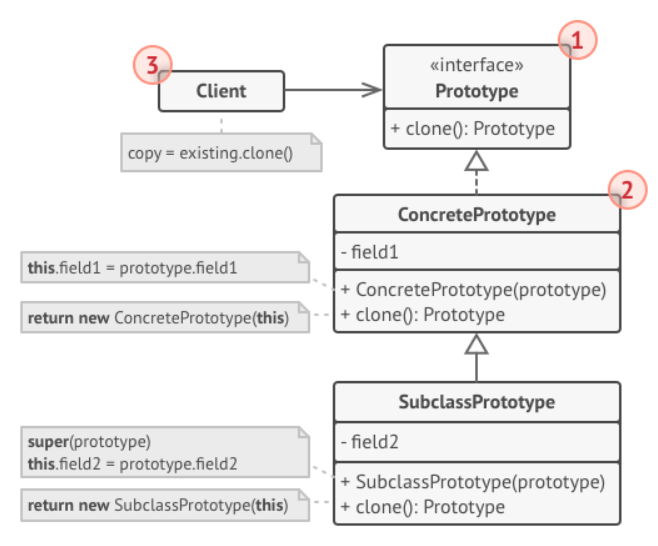 1
«interface»
Prototype
+ clone(): Prototype
3
Client
copy = existing.clone()
2
ConcretePrototype
- field1
+ ConcretePrototype(prototype)
+ clone(): Prototype
this.field1 = prototype.field1
return new ConcretePrototype(this)
SubclassPrototype
- field2
+ SubclassPrototype(prototype)
+ clone(): Prototype
super(prototype)
this.field2 = prototype.field2
return new SubclassPrototype(this)